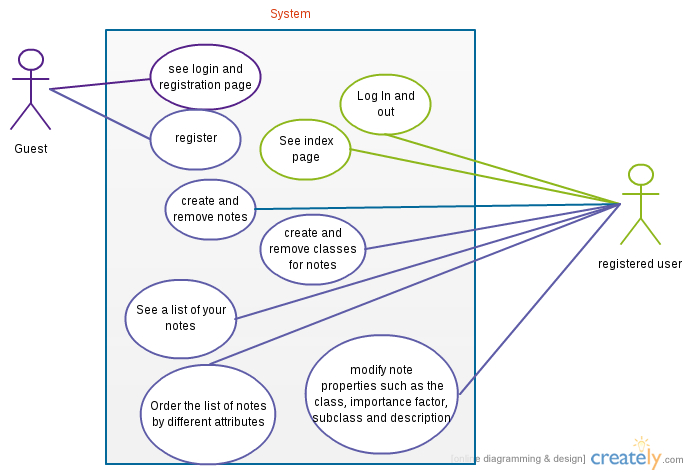 System
see login and
registration page
Log In and
out
register
See index
page
Guest
create and
remove notes
create and
remove classes
for notes
registered user
See a list of your
notes
modify note
properties such as the
class, importance factor,
subclass and description
Order the list of notes
by different attributes
[online diagramming & design] creately.com